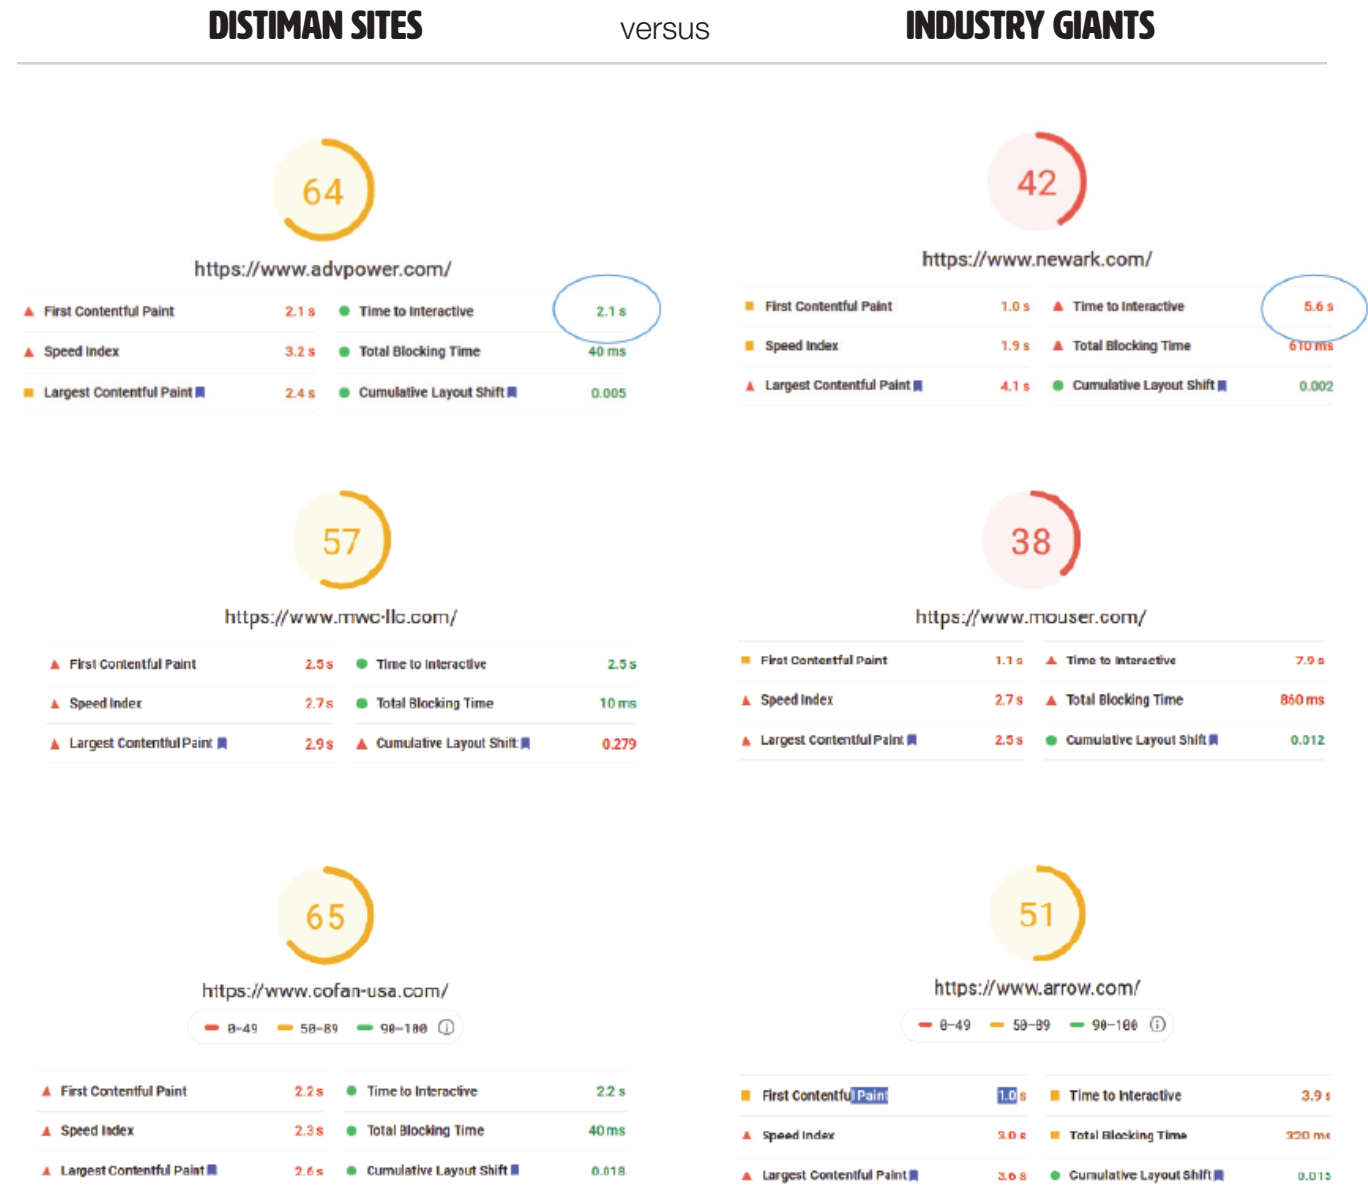 DISTIMAN SITES versus INDUSTRY GIANTS
64
https://www.advpower.com/
First Contentful Paint 2.1 s Time to Interactive 2.1 s
Speed Index 3.2 s Total Blocking Time 40 ms
Largest Contentful Paint 2.4 s Cumulative Layout Shift 0.005
42
https://www.newark.com/
First Contentful Paint 1.0 s Time to Interactive 5.6 s
Speed Index 1.9 s Total Blocking Time 610 ms
Largest Contentful Paint 4.1 s Cumulative Layout Shift 0.002
57
https://www.mwc-llc.com/
First Contentful Paint 2.5 s Time to Interactive 2.5 s
Speed Index 2.7 s Total Blocking Time 10 ms
Largest Contentful Paint 2.9 s Cumulative Layout Shift 0.279
38
https://www.mouser.com/
First Contentful Paint 1.1 s Time to Interactive 7.9 s
Speed Index 2.7 s Total Blocking Time 860 ms
Largest Contentful Paint 2.5 s Cumulative Layout Shift 0.012
65
https://www.cofan-usa.com/
0–49 50–89 90–100
First Contentful Paint 2.2 s Time to Interactive 2.2 s
Speed Index 2.3 s Total Blocking Time 40 ms
Largest Contentful Paint 2.6 s Cumulative Layout Shift 0.018
51
https://www.arrow.com/
0–49 50–89 90–100
First Contentful Paint 1.0 s Time to Interactive 3.9 s
Speed Index 3.0 s Total Blocking Time 320 ms
Largest Contentful Paint 3.6 s Cumulative Layout Shift 0.015